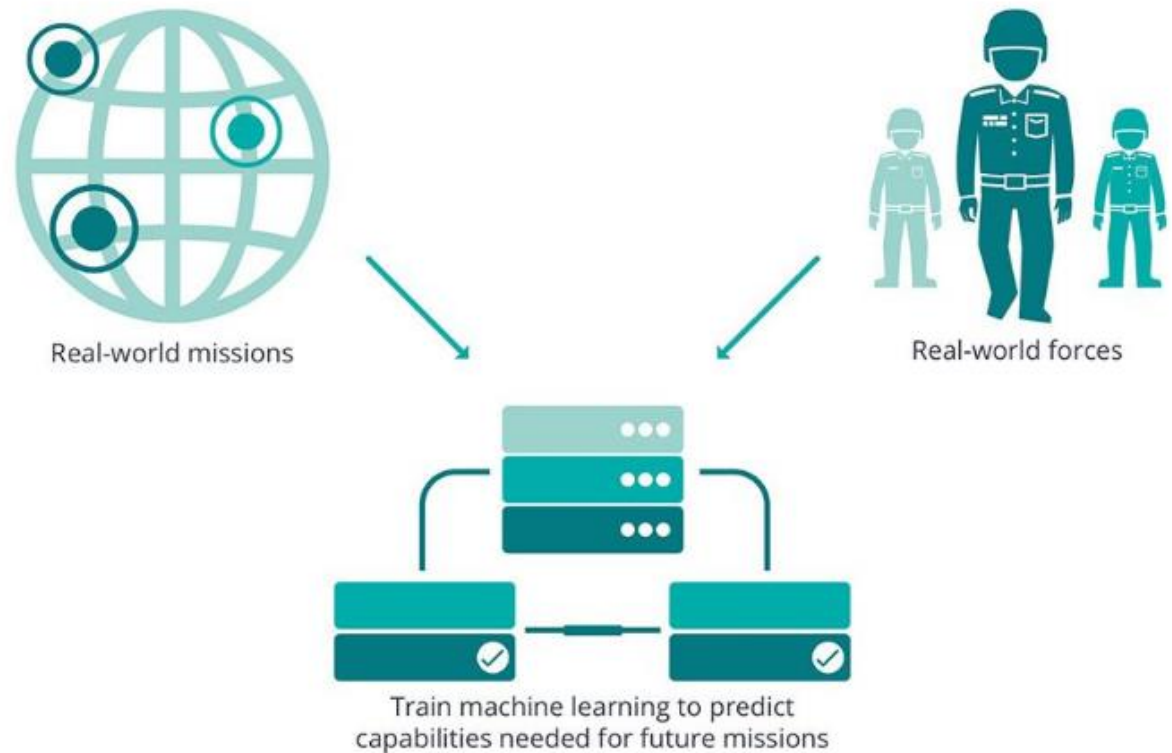 Real-world missions
Real-world forces
Train machine learning to predict
capabilities needed for future missions